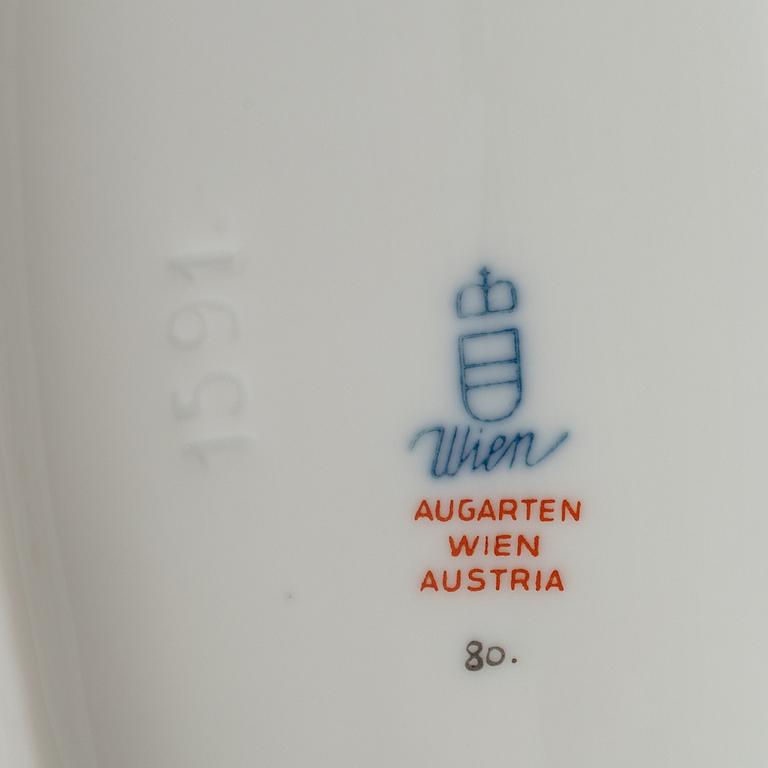 1591.
Wien
AUGARTEN
WIEN
AUSTRIA
80.